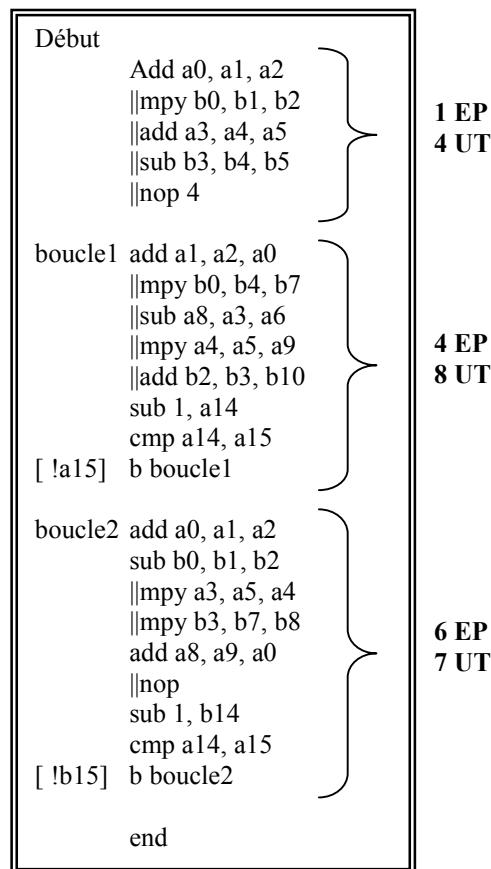 Début
Add a0, a1, a2
||mpy b0, b1, b2
||add a3, a4, a5
||sub b3, b4, b5
||nop 4
1 EP
4 UT
boucle1 add a1, a2, a0
||mpy b0, b4, b7
||sub a8, a3, a6
||mpy a4, a5, a9
||add b2, b3, b10
sub 1, a14
cmp a14, a15
[ !a15] b boucle1
4 EP
8 UT
boucle2 add a0, a1, a2
sub b0, b1, b2
||mpy a3, a5, a4
||mpy b3, b7, b8
add a8, a9, a0
||nop
sub 1, b14
cmp a14, a15
[ !b15] b boucle2
6 EP
7 UT
end